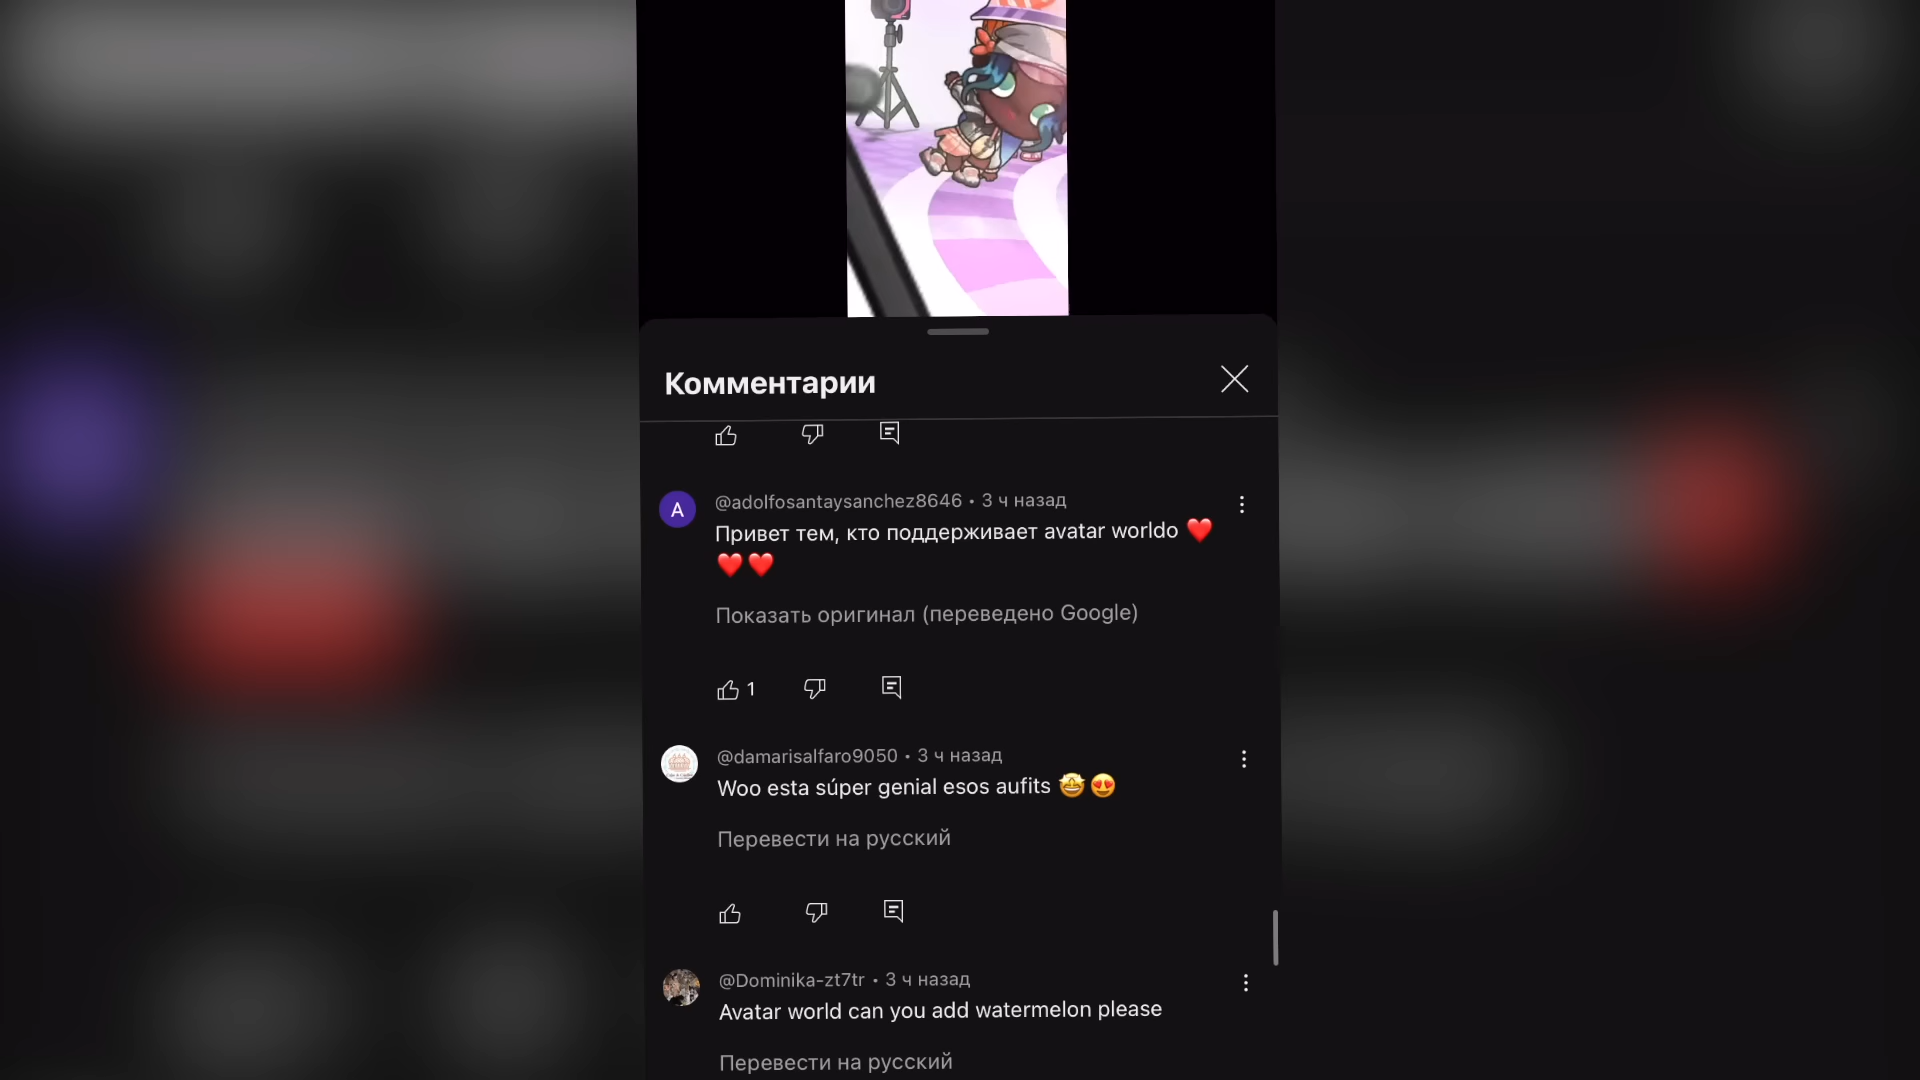 Комментарии
A
@adolfosantaysanchez8646 • 3 ч назад
Привет тем, кто поддерживает avatar worldo ❤️
❤️❤️
Показать оригинал (переведено Google)
1
@damarisalfaro9050 • 3 ч назад
Woo esta súper genial esos aufits 🤩😍
Перевести на русский
@Dominika-zt7tr • 3 ч назад
Avatar world can you add watermelon please
Перевести на русский